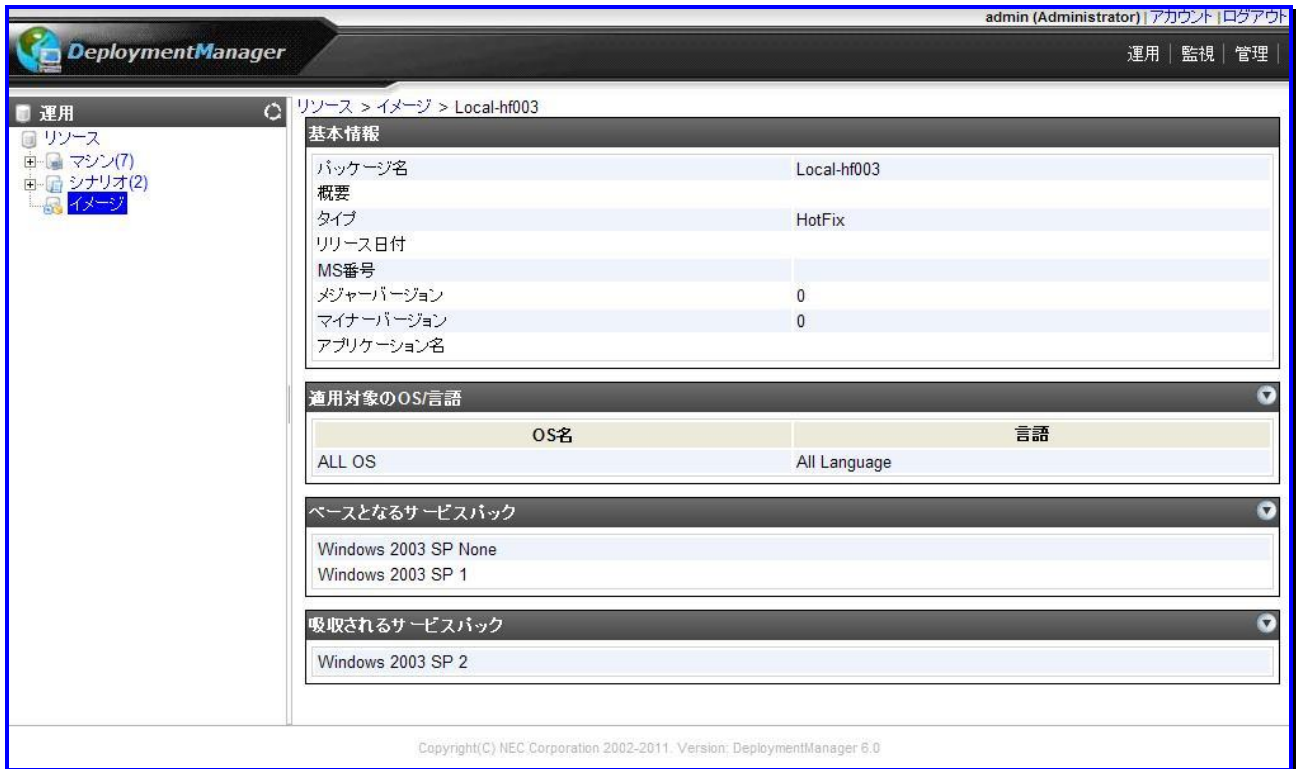 admin (Administrator) | アカウント | ログアウト
DeploymentManager
運用 | 監視 | 管理 |
運用
リソース
マシン(7)
シナリオ(2)
イメージ
リソース > イメージ > Local-hf003
基本情報
パッケージ名 Local-hf003
概要
タイプ HotFix
リリース日付
MS番号
メジャーバージョン 0
マイナーバージョン 0
アプリケーション名
適用対象のOS/言語
OS名 言語
ALL OS All Language
ベースとなるサービスパック
Windows 2003 SP None
Windows 2003 SP 1
吸収されるサービスパック
Windows 2003 SP 2
Copyright(C) NEC Corporation 2002-2011. Version: DeploymentManager 6.0